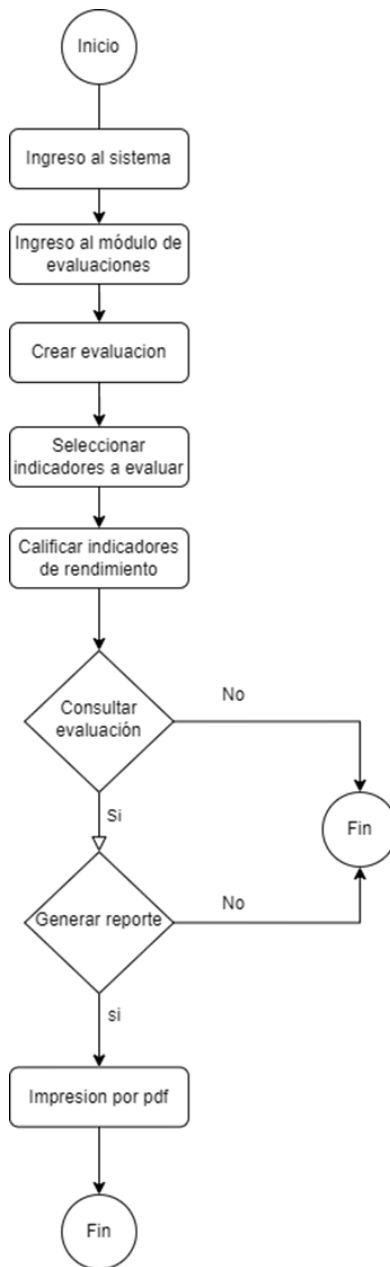 Inicio
Ingreso al sistema
Ingreso al módulo de
evaluaciones
Crear evaluacion
Seleccionar
indicadores a evaluar
Calificar indicadores
de rendimiento
Consultar
evaluación
No
Si
Fin
Generar reporte
No
si
Impresion por pdf
Fin